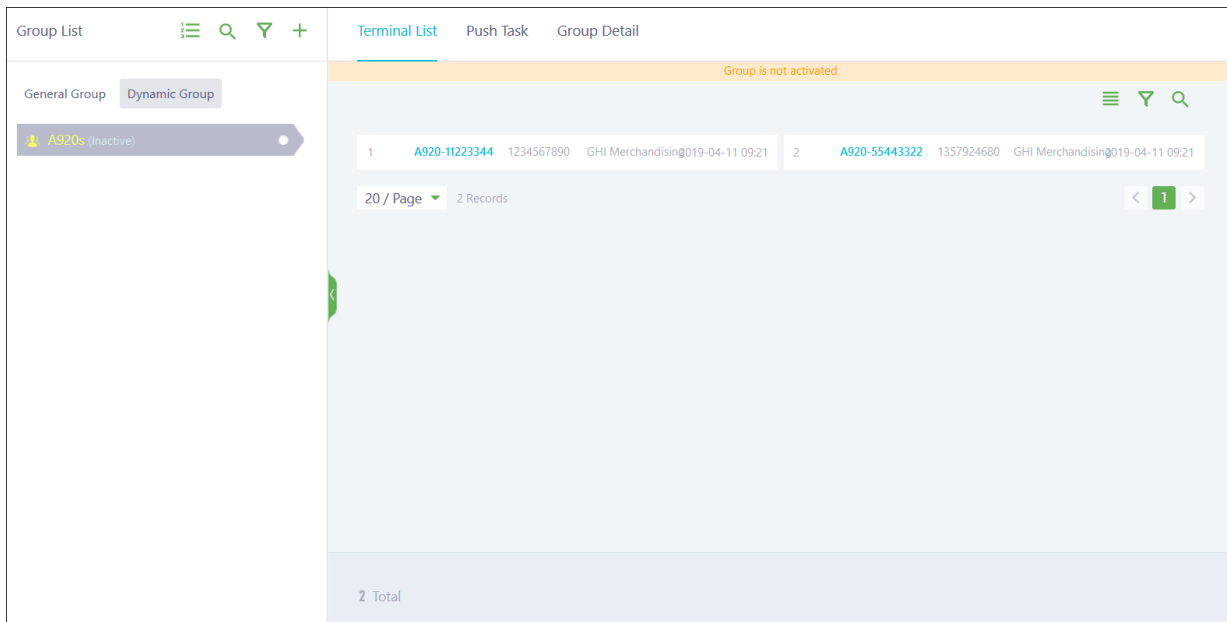 Group List
Terminal List Push Task Group Detail
Group is not activated
General Group Dynamic Group
A920s (Inactive)
1 A920-11223344 1234567890 GHI Merchandising 2019-04-11 09:21 2 A920-55443322 1357924680 GHI Merchandising 2019-04-11 09:21
20 / Page 2 Records 1
2 Total